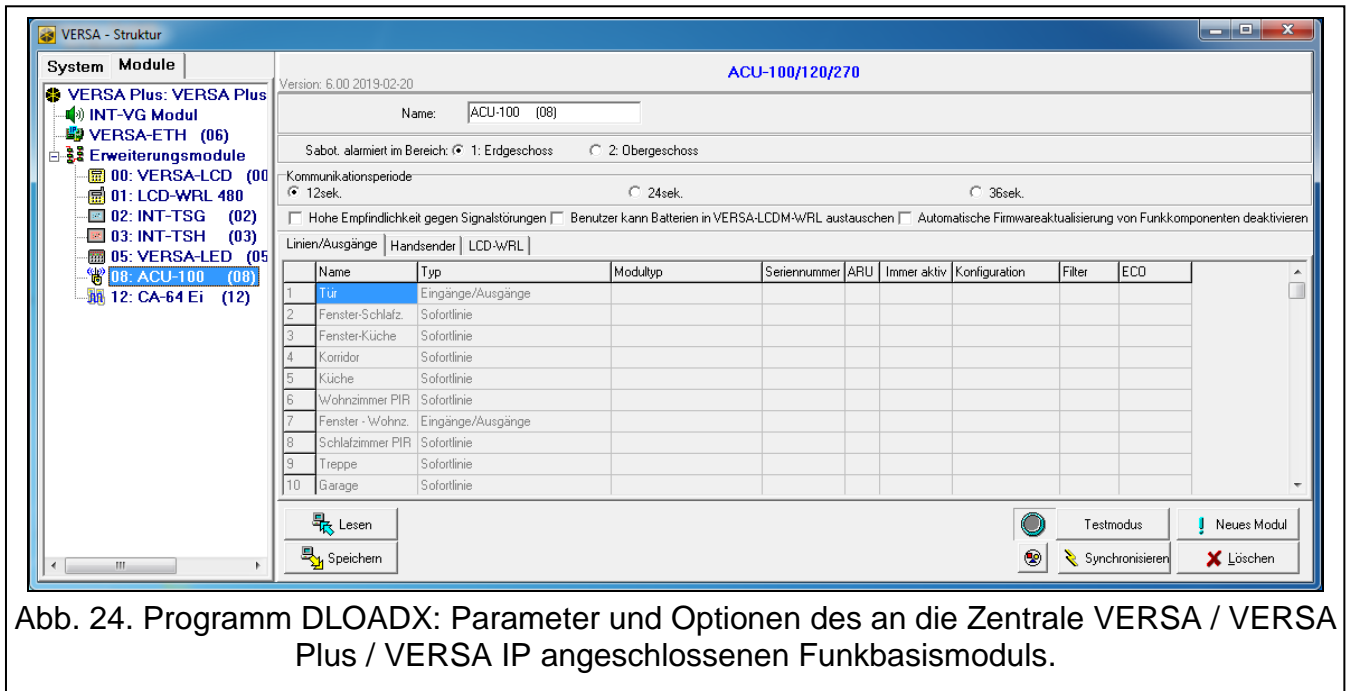 VERSA - Struktur
System Module
VERSA Plus: VERSA Plus
INT-VG Modul
VERSA-ETH (06)
Erweiterungsmodule
00: VERSA-LCD (00
01: LCD-WRL 480
02: INT-TSG (02)
03: INT-TSH (03)
05: VERSA-LED (05
08: ACU-100 (08)
12: CA-64 Ei (12)
ACU-100/120/270
Version: 6.00 2019-02-20
Name: ACU-100 (08)
Sabot. alarmiert im Bereich: 1: Erdgeschoss 2: Obergeschoss
Kommunikationsperiode
12sek. 24sek. 36sek.
Hohe Empfindlichkeit gegen Signalstörungen Benutzer kann Batterien in VERSA-LCDM-WRL austauschen Automatische Firmwareaktualisierung von Funkkomponenten deaktivieren
Linien/Ausgänge Handsender LCD-WRL
Name Typ Modultyp Seriennummer ARU Immer aktiv Konfiguration Filter ECO
1 Tür Eingänge/Ausgänge
2 Fenster-Schlafz. Sofortlinie
3 Fenster-Küche Sofortlinie
4 Korridor Sofortlinie
5 Küche Sofortlinie
6 Wohnzimmer PIR Sofortlinie
7 Fenster - Wohnz. Eingänge/Ausgänge
8 Schlafzimmer PIR Sofortlinie
9 Treppe Sofortlinie
10 Garage Sofortlinie
Lesen Testmodus Neues Modul
Speichern Synchronisieren Löschen
Abb. 24. Programm DLOADX: Parameter und Optionen des an die Zentrale VERSA / VERSA
Plus / VERSA IP angeschlossenen Funkbasismoduls.